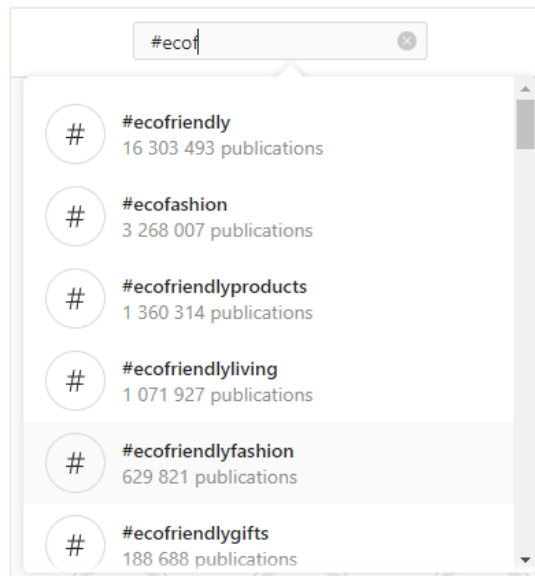 #ecof
#
#ecofriendly
16 303 493 publications
#
#ecofashion
3 268 007 publications
#
#ecofriendlyproducts
1 360 314 publications
#
#ecofriendlyliving
1 071 927 publications
#
#ecofriendlyfashion
629 821 publications
#
#ecofriendlygifts
188 688 publications